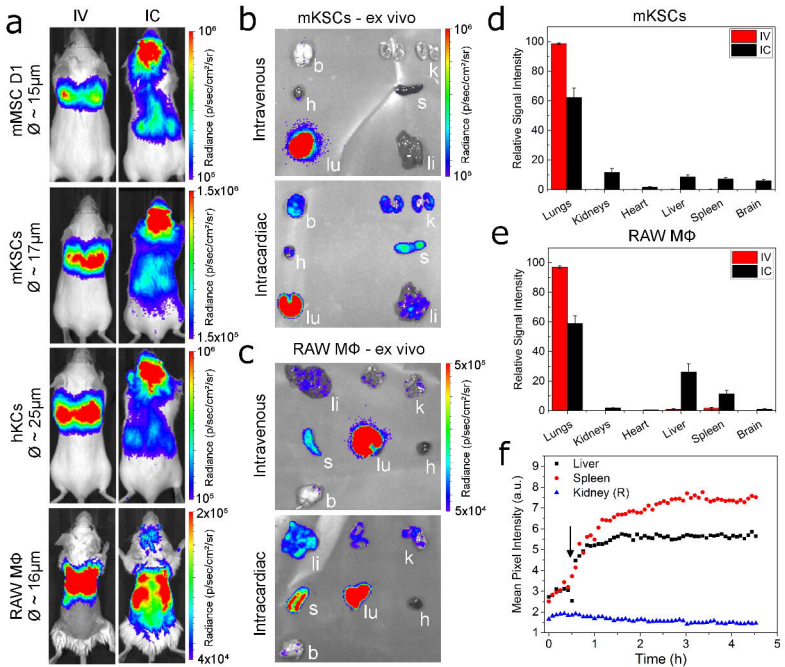 a
IV
IC
mMSC D1
Ø ~ 15µm
10⁶
Radiance (p/sec/cm²/sr)
10⁵
mKSCs
Ø ~ 17µm
1.5x10⁶
Radiance (p/sec/cm²/sr)
1.5x10⁵
hKCs
Ø ~ 25µm
10⁶
Radiance (p/sec/cm²/sr)
10⁵
RAW MΦ
Ø ~ 16µm
2x10⁵
Radiance (p/sec/cm²/sr)
4x10⁴
b
mKSCs - ex vivo
Intravenous
b
k
h
s
lu
li
10⁶
Radiance (p/sec/cm²/sr)
10⁵
Intracardiac
b
k
h
s
lu
li
c
RAW MΦ - ex vivo
Intravenous
li
k
s
lu
h
b
5x10⁵
Radiance (p/sec/cm²/sr)
5x10⁴
Intracardiac
li
k
s
lu
h
b
d
mKSCs
Relative Signal Intensity
100
80
60
40
20
0
IV
IC
Lungs
Kidneys
Heart
Liver
Spleen
Brain
e
RAW MΦ
Relative Signal Intensity
100
80
60
40
20
0
IV
IC
Lungs
Kidneys
Heart
Liver
Spleen
Brain
f
Liver
Spleen
Kidney (R)
Mean Pixel Intensity (a.u.)
9
8
7
6
5
4
3
2
1
0 1 2 3 4 5
Time (h)